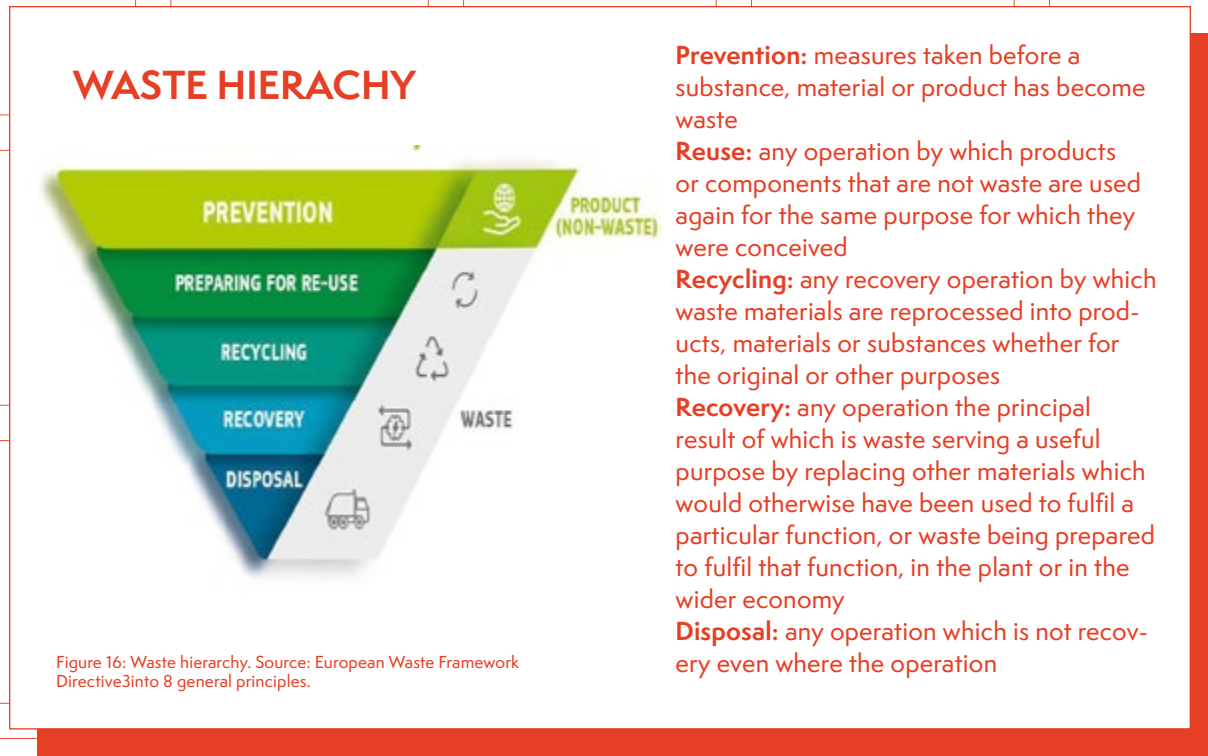 WASTE HIERACHY
PREVENTION
PRODUCT
(NON-WASTE)
PREPARING FOR RE-USE
RECYCLING
RECOVERY
WASTE
DISPOSAL
Figure 16: Waste hierarchy. Source: European Waste Framework
Directive3into 8 general principles.
Prevention: measures taken before a
substance, material or product has become
waste
Reuse: any operation by which products
or components that are not waste are used
again for the same purpose for which they
were conceived
Recycling: any recovery operation by which
waste materials are reprocessed into prod-
ucts, materials or substances whether for
the original or other purposes
Recovery: any operation the principal
result of which is waste serving a useful
purpose by replacing other materials which
would otherwise have been used to fulfil a
particular function, or waste being prepared
to fulfil that function, in the plant or in the
wider economy
Disposal: any operation which is not recov-
ery even where the operation